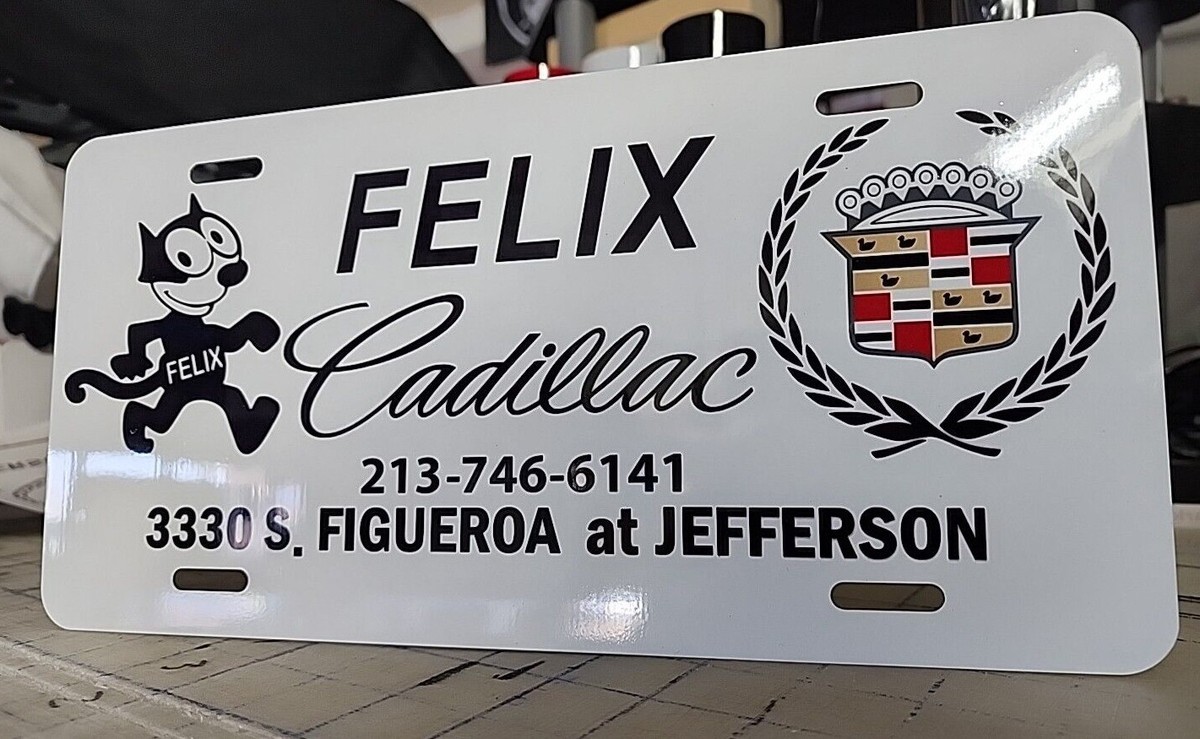 FELIX
FELIX
Cadillac
213-746-6141
3330 S. FIGUEROA at JEFFERSON